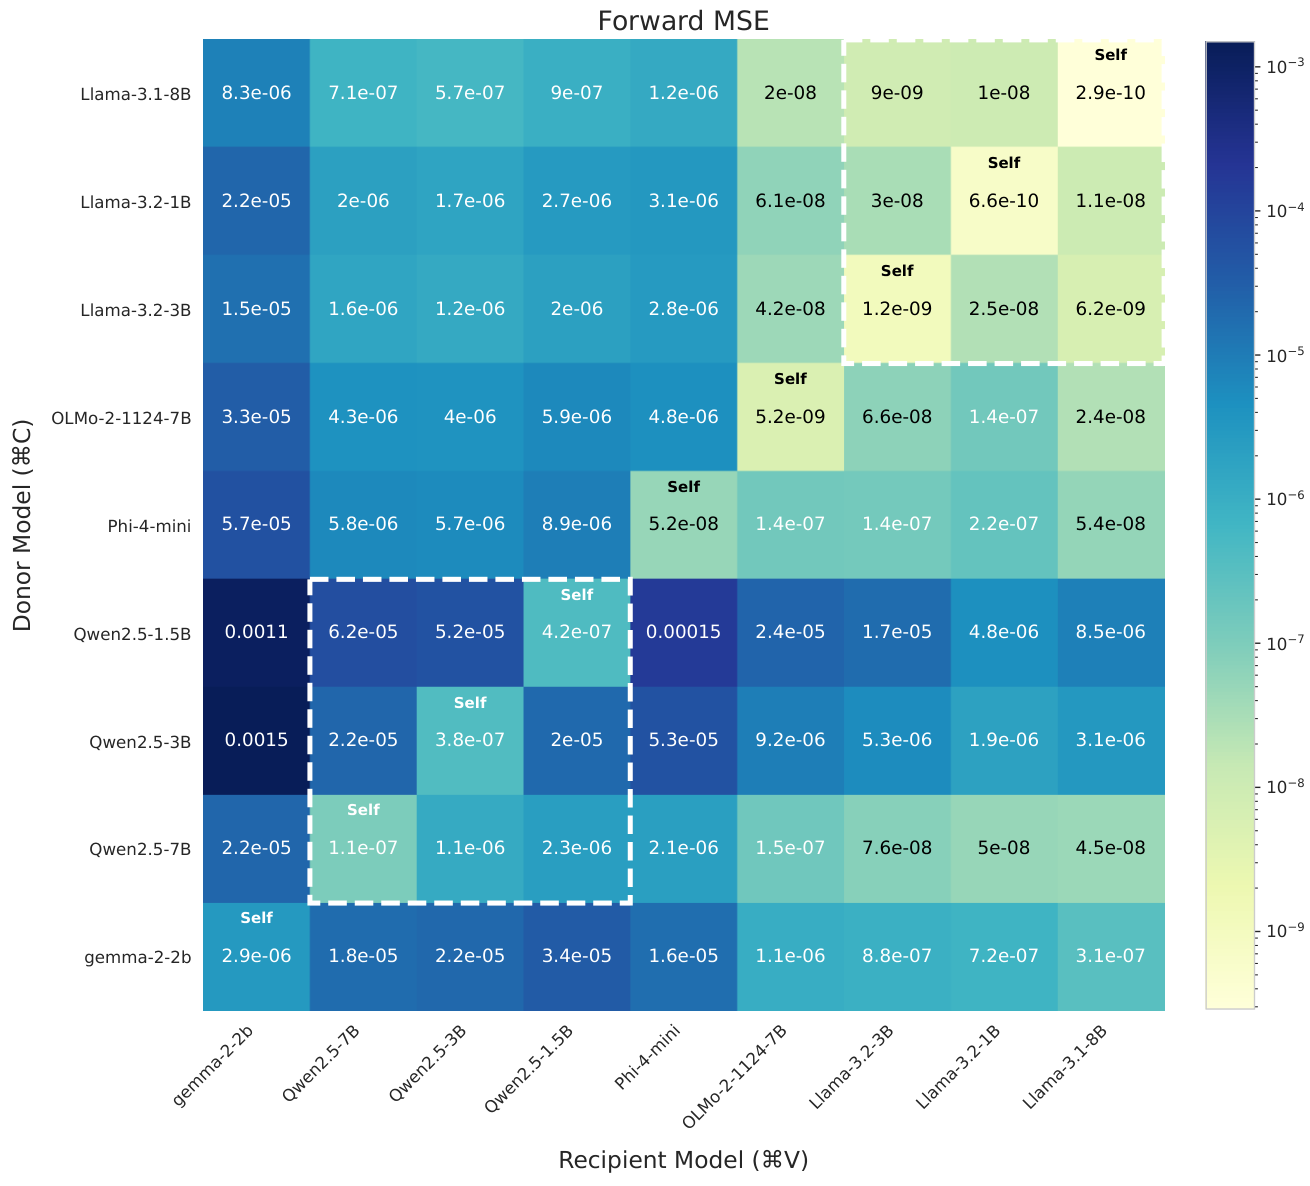 Forward MSE
Self
Llama-3.1-8B 8.3e-06 7.1e-07 5.7e-07 9e-07 1.2e-06 2e-08 9e-09 1e-08 2.9e-10
Self
Llama-3.2-1B 2.2e-05 2e-06 1.7e-06 2.7e-06 3.1e-06 6.1e-08 3e-08 6.6e-10 1.1e-08
Self
Llama-3.2-3B 1.5e-05 1.6e-06 1.2e-06 2e-06 2.8e-06 4.2e-08 1.2e-09 2.5e-08 6.2e-09
Self
OLMo-2-1124-7B 3.3e-05 4.3e-06 4e-06 5.9e-06 4.8e-06 5.2e-09 6.6e-08 1.4e-07 2.4e-08
Self
Phi-4-mini 5.7e-05 5.8e-06 5.7e-06 8.9e-06 5.2e-08 1.4e-07 1.4e-07 2.2e-07 5.4e-08
Self
Qwen2.5-1.5B 0.0011 6.2e-05 5.2e-05 4.2e-07 0.00015 2.4e-05 1.7e-05 4.8e-06 8.5e-06
Self
Qwen2.5-3B 0.0015 2.2e-05 3.8e-07 2e-05 5.3e-05 9.2e-06 5.3e-06 1.9e-06 3.1e-06
Self
Qwen2.5-7B 2.2e-05 1.1e-07 1.1e-06 2.3e-06 2.1e-06 1.5e-07 7.6e-08 5e-08 4.5e-08
Self
gemma-2-2b 2.9e-06 1.8e-05 2.2e-05 3.4e-05 1.6e-05 1.1e-06 8.8e-07 7.2e-07 3.1e-07
Donor Model (⌘C)
gemma-2-2b
Qwen2.5-7B
Qwen2.5-3B
Qwen2.5-1.5B
Phi-4-mini
OLMo-2-1124-7B
Llama-3.2-3B
Llama-3.2-1B
Llama-3.1-8B
Recipient Model (⌘V)
10⁻³
10⁻⁴
10⁻⁵
10⁻⁶
10⁻⁷
10⁻⁸
10⁻⁹